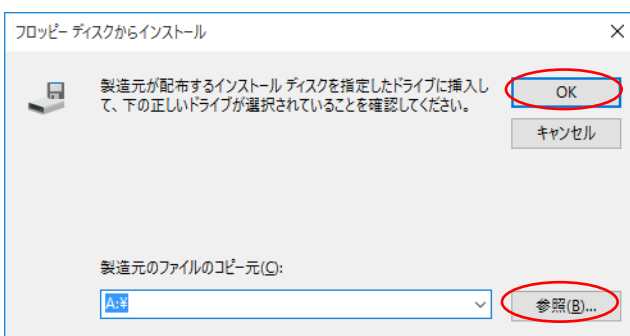 フロッピー ディスクからインストール
製造元が配布するインストール ディスクを指定したドライブに挿入し
て、下の正しいドライブが選択されていることを確認してください。
OK
キャンセル
製造元のファイルのコピー元(C):
A:¥
参照(B)...